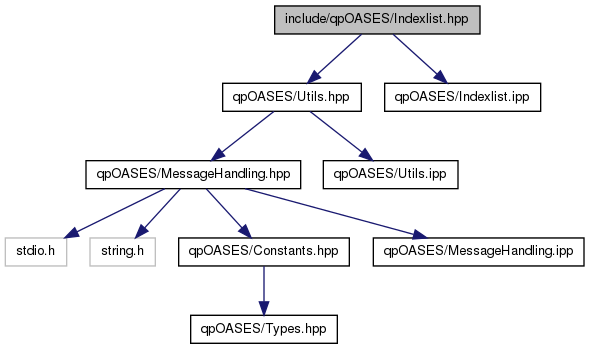 include/qpOASES/Indexlist.hpp
qpOASES/Utils.hpp
qpOASES/Indexlist.ipp
qpOASES/MessageHandling.hpp
qpOASES/Utils.ipp
stdio.h
string.h
qpOASES/Constants.hpp
qpOASES/MessageHandling.ipp
qpOASES/Types.hpp